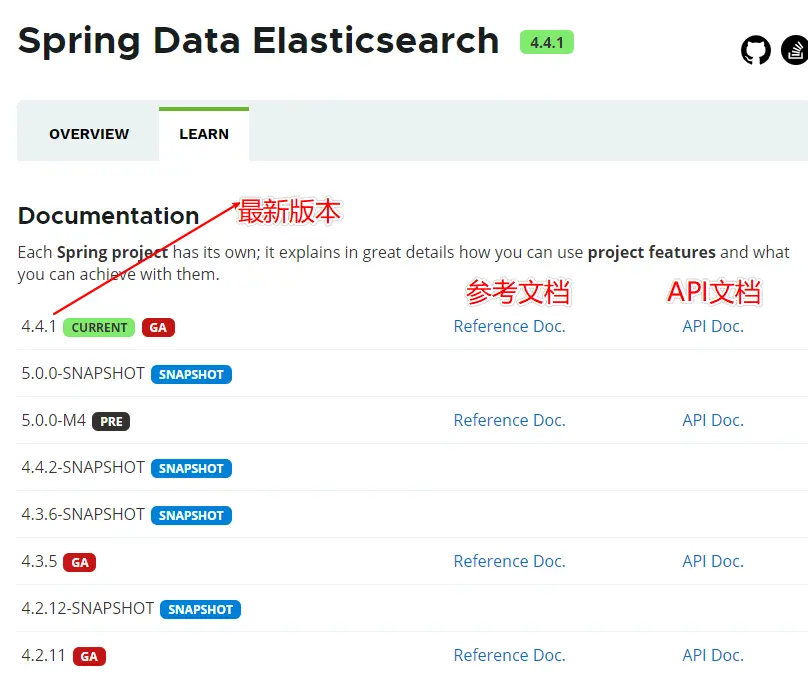 Spring Data Elasticsearch 4.4.1
OVERVIEW LEARN
Documentation 最新版本
Each Spring project has its own; it explains in great details how you can use project features and what
you can achieve with them.
参考文档 API文档
4.4.1 CURRENT GA Reference Doc. API Doc.
5.0.0-SNAPSHOT SNAPSHOT
5.0.0-M4 PRE Reference Doc. API Doc.
4.4.2-SNAPSHOT SNAPSHOT
4.3.6-SNAPSHOT SNAPSHOT
4.3.5 GA Reference Doc. API Doc.
4.2.12-SNAPSHOT SNAPSHOT
4.2.11 GA Reference Doc. API Doc.